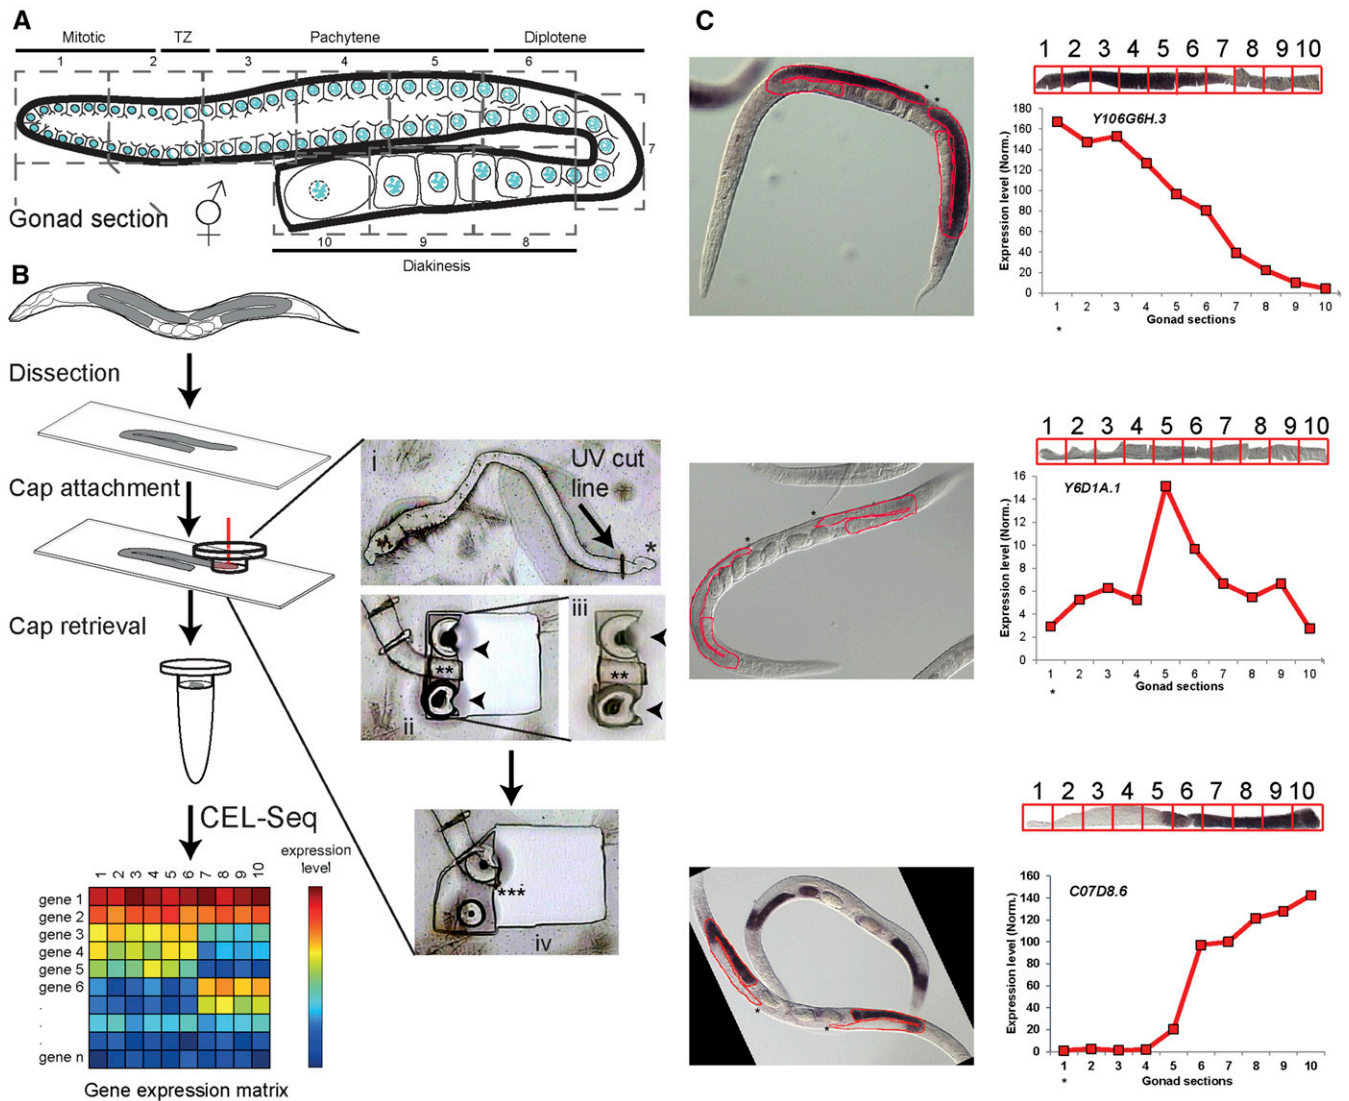 A
Mitotic TZ Pachytene Diplotene
1 2 3 4 5 6
7
Gonad section
10 9 8
Diakinesis
B
Dissection
Cap attachment
Cap retrieval
i
UV cut
line
*
ii
**
iii
**
***
iv
CEL-Seq
expression
level
1 2 3 4 5 6 7 8 9 10
gene 1
gene 2
gene 3
gene 4
gene 5
gene 6
.
.
.
gene n
Gene expression matrix
C
*
*
1 2 3 4 5 6 7 8 9 10
Y106G6H.3
Expression level (Norm.)
180
160
140
120
100
80
60
40
20
0
1 2 3 4 5 6 7 8 9 10
Gonad sections
*
*
*
1 2 3 4 5 6 7 8 9 10
Y6D1A.1
Expression level (Norm.)
16
14
12
10
8
6
4
2
0
1 2 3 4 5 6 7 8 9 10
Gonad sections
*
*
*
1 2 3 4 5 6 7 8 9 10
C07D8.6
Expression level (Norm.)
160
140
120
100
80
60
40
20
0
1 2 3 4 5 6 7 8 9 10
Gonad sections
*